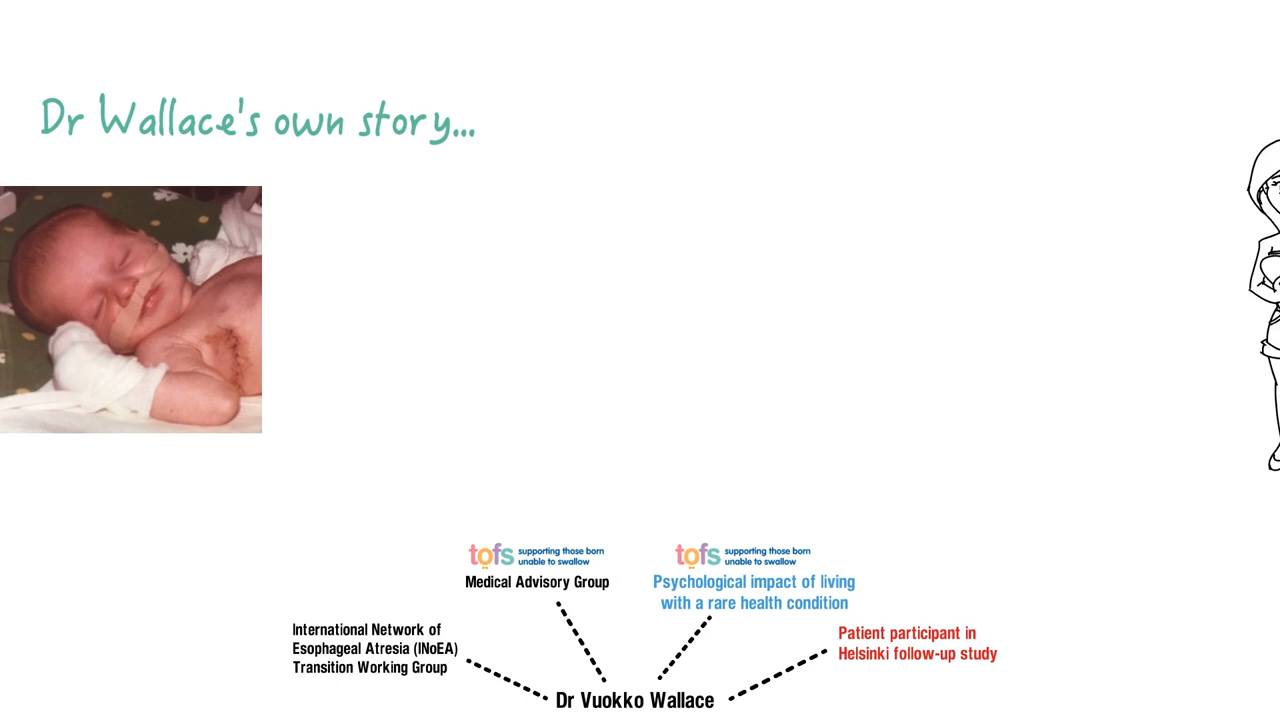 Dr Wallace's own story...
tofs supporting those born
unable to swallow
Medical Advisory Group
tofs supporting those born
unable to swallow
Psychological impact of living
with a rare health condition
International Network of
Esophageal Atresia (INoEA)
Transition Working Group
Patient participant in
Helsinki follow-up study
Dr Vuokko Wallace